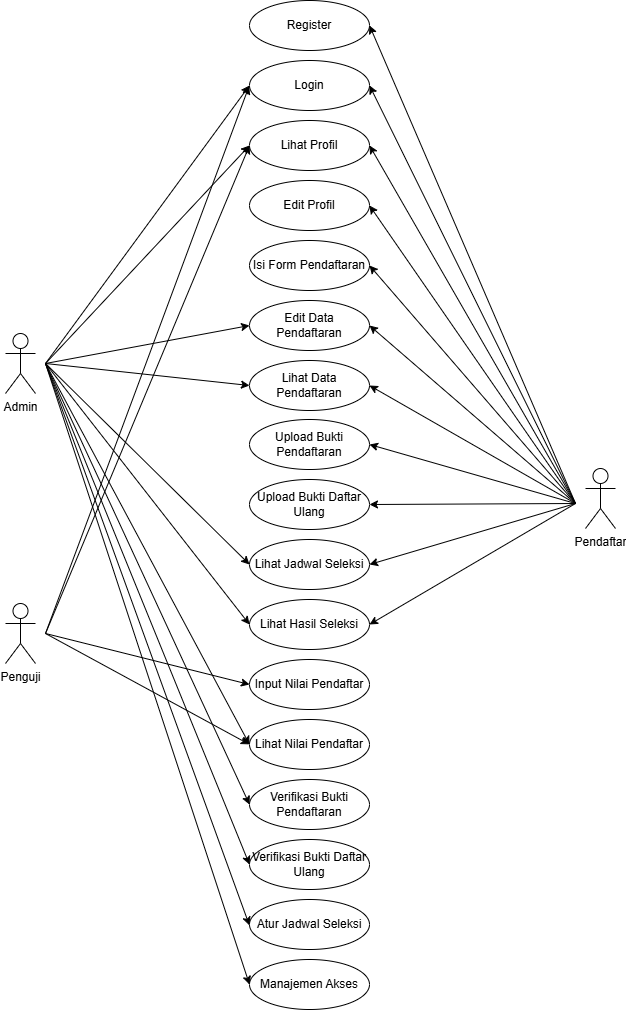 Register
Login
Lihat Profil
Edit Profil
Isi Form Pendaftaran
Edit Data
Pendaftaran
Admin
Lihat Data
Pendaftaran
Upload Bukti
Pendaftaran
Upload Bukti Daftar
Ulang
Pendaftar
Lihat Jadwal Seleksi
Lihat Hasil Seleksi
Penguji
Input Nilai Pendaftar
Lihat Nilai Pendaftar
Verifikasi Bukti
Pendaftaran
Verifikasi Bukti Daftar
Ulang
Atur Jadwal Seleksi
Manajemen Akses